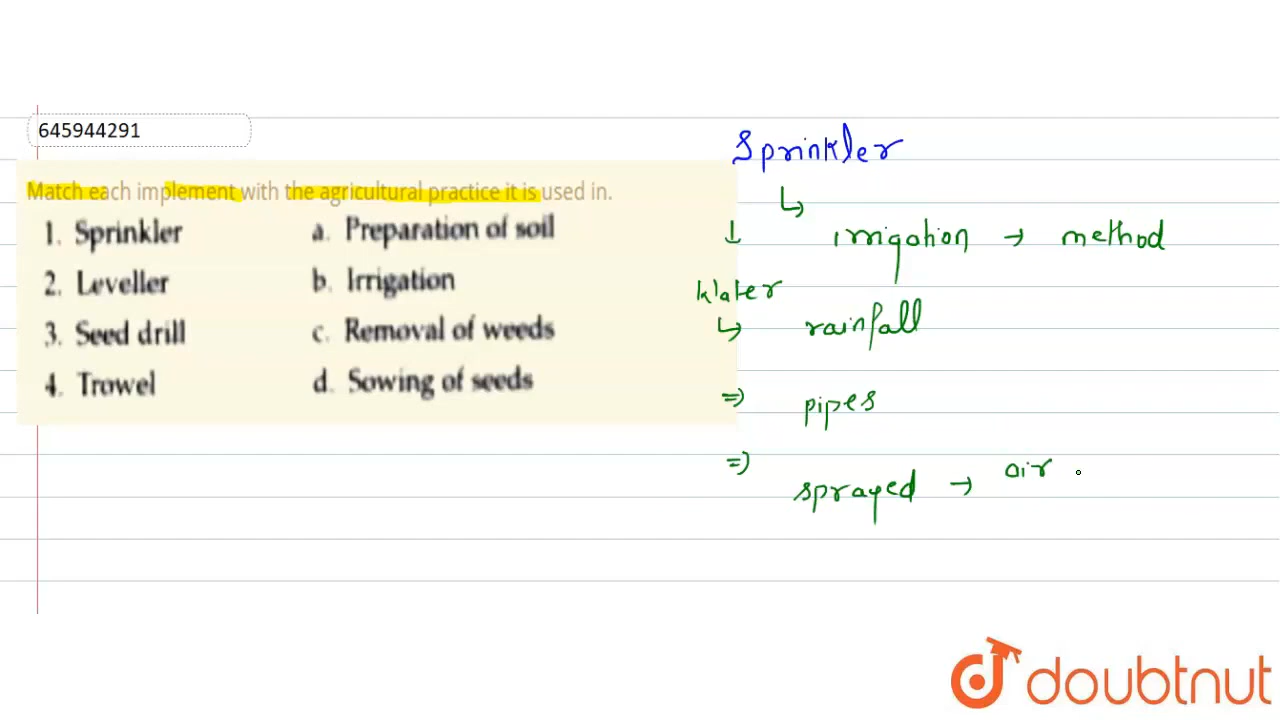 645944291
Match each implement with the agricultural practice it is used in.
1. Sprinkler a. Preparation of soil
2. Leveller b. Irrigation
3. Seed drill c. Removal of weeds
4. Trowel d. Sowing of seeds
Sprinkler
↳
↓ irrigation → method
Water
↳ rainfall
⇒ pipes
⇒ sprayed → air
doubtnut